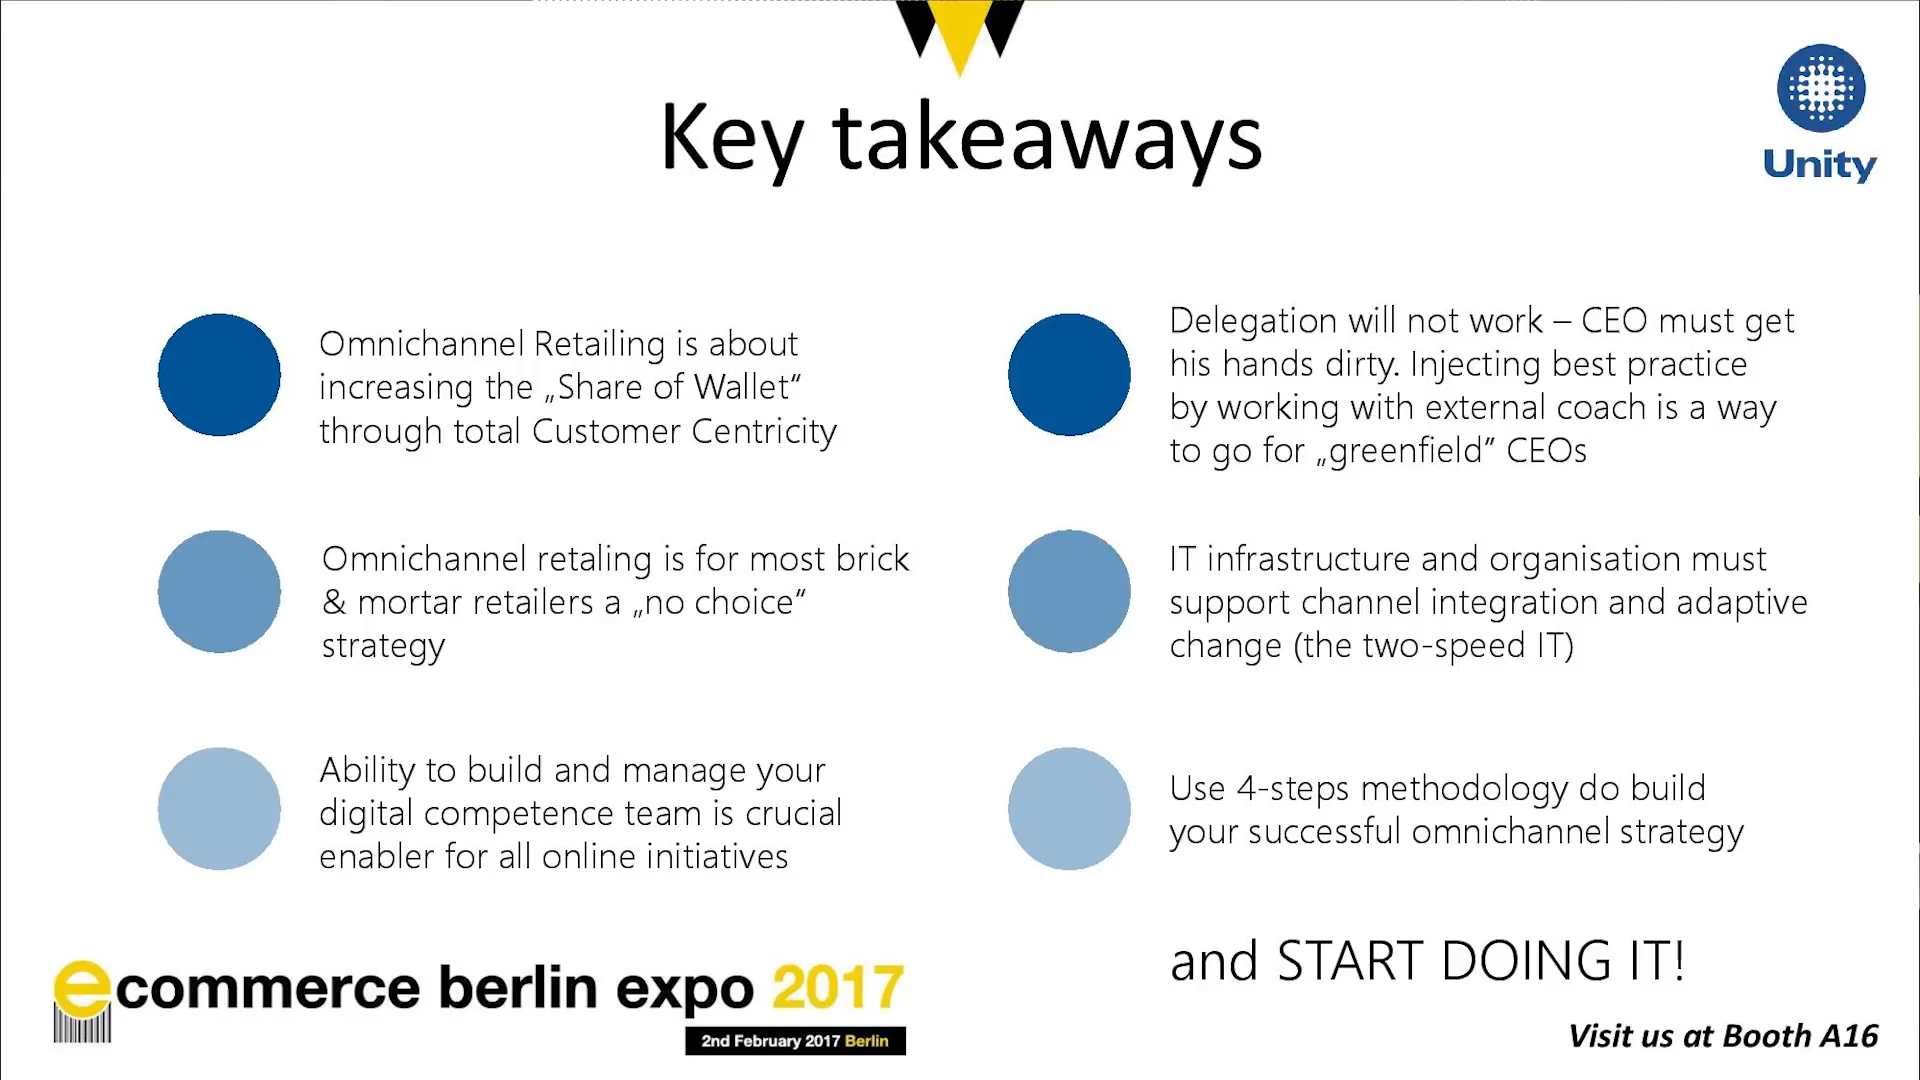 Key takeaways
Unity
Omnichannel Retailing is about
increasing the „Share of Wallet“
through total Customer Centricity
Omnichannel retaling is for most brick
& mortar retailers a „no choice“
strategy
Ability to build and manage your
digital competence team is crucial
enabler for all online initiatives
Delegation will not work – CEO must get
his hands dirty. Injecting best practice
by working with external coach is a way
to go for „greenfield” CEOs
IT infrastructure and organisation must
support channel integration and adaptive
change (the two-speed IT)
Use 4-steps methodology do build
your successful omnichannel strategy
and START DOING IT!
ecommerce berlin expo 2017
2nd February 2017 Berlin
Visit us at Booth A16